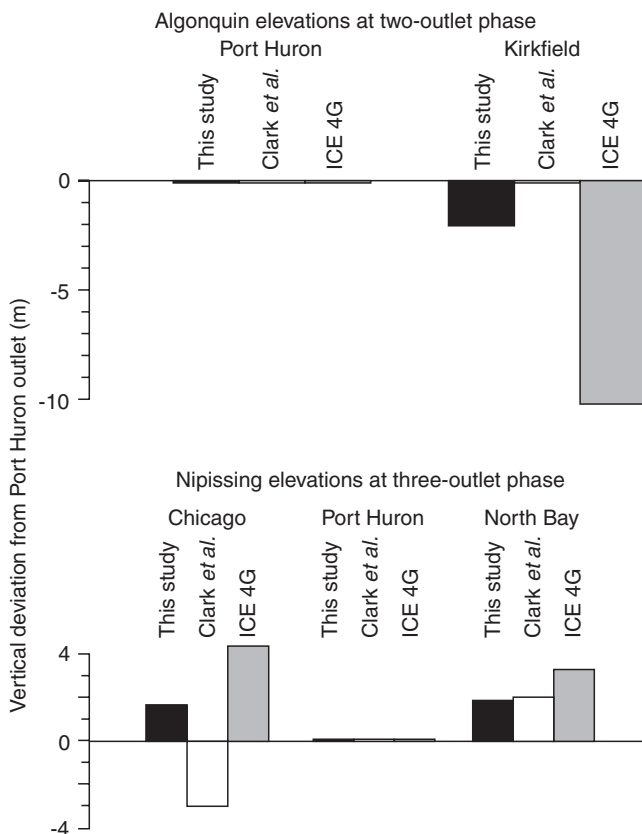 Algonquin elevations at two-outlet phase
Port Huron
Kirkfield
This study
Clark et al.
ICE 4G
This study
Clark et al.
ICE 4G
0
-5
-10
Vertical deviation from Port Huron outlet (m)
Nipissing elevations at three-outlet phase
Chicago
Port Huron
North Bay
This study
Clark et al.
ICE 4G
This study
Clark et al.
ICE 4G
This study
Clark et al.
ICE 4G
4
0
-4